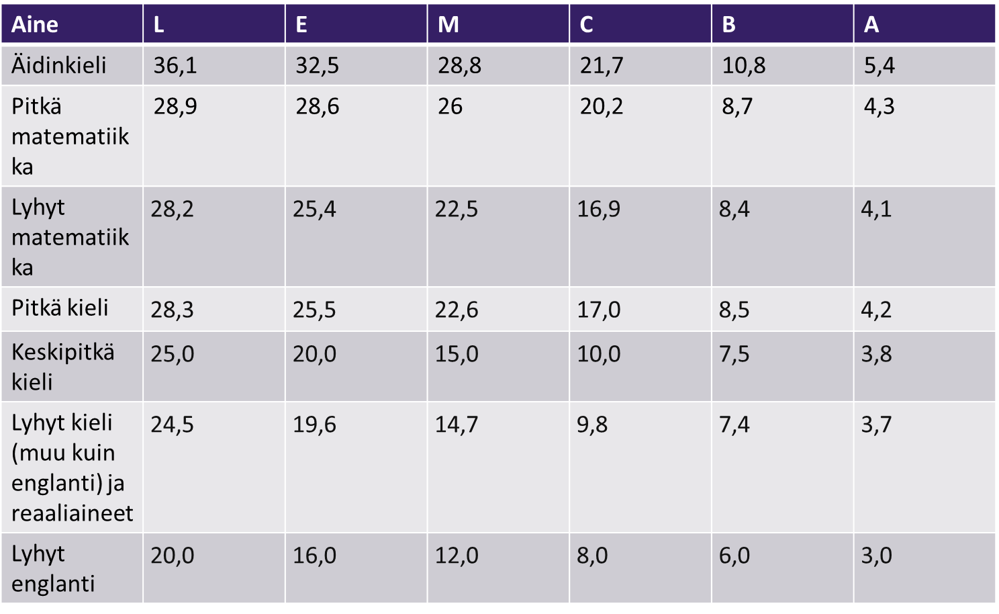 Aine L E M C B A
Äidinkieli 36,1 32,5 28,8 21,7 10,8 5,4
Pitkä 28,9 28,6 26 20,2 8,7 4,3
matematiik
ka
Lyhyt 28,2 25,4 22,5 16,9 8,4 4,1
matematiik
ka
Pitkä kieli 28,3 25,5 22,6 17,0 8,5 4,2
Keskipitkä 25,0 20,0 15,0 10,0 7,5 3,8
kieli
Lyhyt kieli 24,5 19,6 14,7 9,8 7,4 3,7
(muu kuin
englanti) ja
reaaliaineet
Lyhyt 20,0 16,0 12,0 8,0 6,0 3,0
englanti